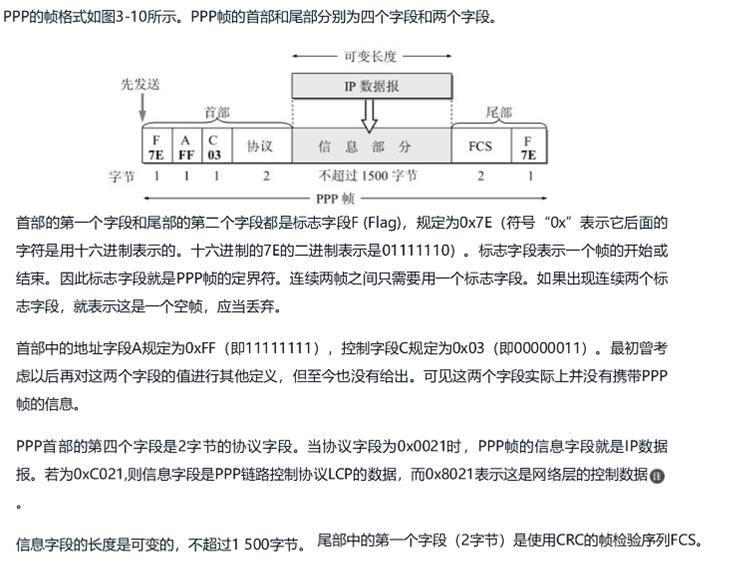 PPP的帧格式如图3-10所示。PPP帧的首部和尾部分别为四个字段和两个字段。
可变长度
先发送
IP 数据报
首部
尾部
F A C 协议 信息部分 FCS F
7E FF 03 7E
字节 1 1 1 2 不超过 1500 字节 2 1
PPP 帧
首部的第一个字段和尾部的第二个字段都是标志字段F (Flag)，规定为0x7E（符号“0x”表示它后面的
字符是用十六进制表示的。十六进制的7E的二进制表示是01111110）。标志字段表示一个帧的开始或
结束。因此标志字段就是PPP帧的定界符。连续两帧之间只需要用一个标志字段。如果出现连续两个标
志字段，就表示这是一个空帧，应当丢弃。
首部中的地址字段A规定为0xFF（即11111111），控制字段C规定为0x03（即00000011）。最初曾考
虑以后再对这两个字段的值进行其他定义，但至今也没有给出。可见这两个字段实际上并没有携带PPP
帧的信息。
PPP首部的第四个字段是2字节的协议字段。当协议字段为0x0021时，PPP帧的信息字段就是IP数据
报。若为0xC021,则信息字段是PPP链路控制协议LCP的数据，而0x8021表示这是网络层的控制数据注
。
信息字段的长度是可变的，不超过1 500字节。 尾部中的第一个字段（2字节）是使用CRC的帧检验序列FCS。